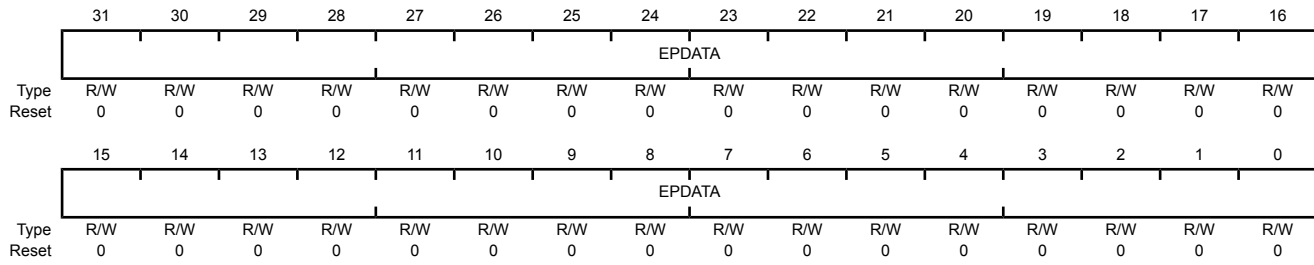 31 30 29 28 27 26 25 24 23 22 21 20 19 18 17 16
EPDATA
Type R/W R/W R/W R/W R/W R/W R/W R/W R/W R/W R/W R/W R/W R/W R/W R/W
Reset 0 0 0 0 0 0 0 0 0 0 0 0 0 0 0 0
15 14 13 12 11 10 9 8 7 6 5 4 3 2 1 0
EPDATA
Type R/W R/W R/W R/W R/W R/W R/W R/W R/W R/W R/W R/W R/W R/W R/W R/W
Reset 0 0 0 0 0 0 0 0 0 0 0 0 0 0 0 0